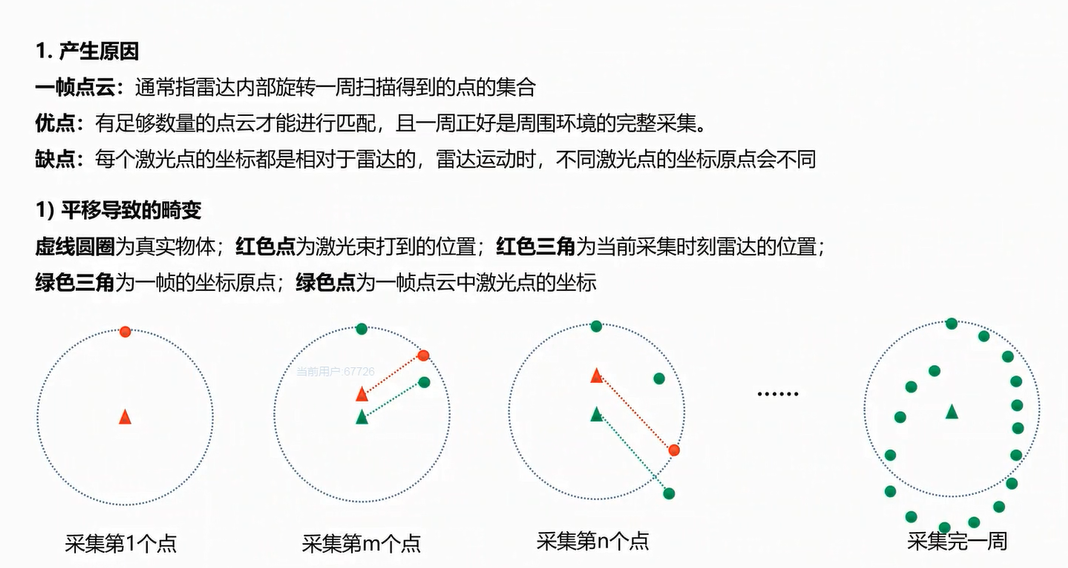 1. 产生原因
一帧点云：通常指雷达内部旋转一周扫描得到的点的集合
优点：有足够数量的点云才能进行匹配，且一周正好是周围环境的完整采集。
缺点：每个激光点的坐标都是相对于雷达的，雷达运动时，不同激光点的坐标原点会不同
1) 平移导致的畸变
虚线圆圈为真实物体；红色点为激光束打到的位置；红色三角为当前采集时刻雷达的位置；
绿色三角为一帧的坐标原点；绿色点为一帧点云中激光点的坐标
当前用户:67726
……
采集第1个点
采集第m个点
采集第n个点
采集完一周